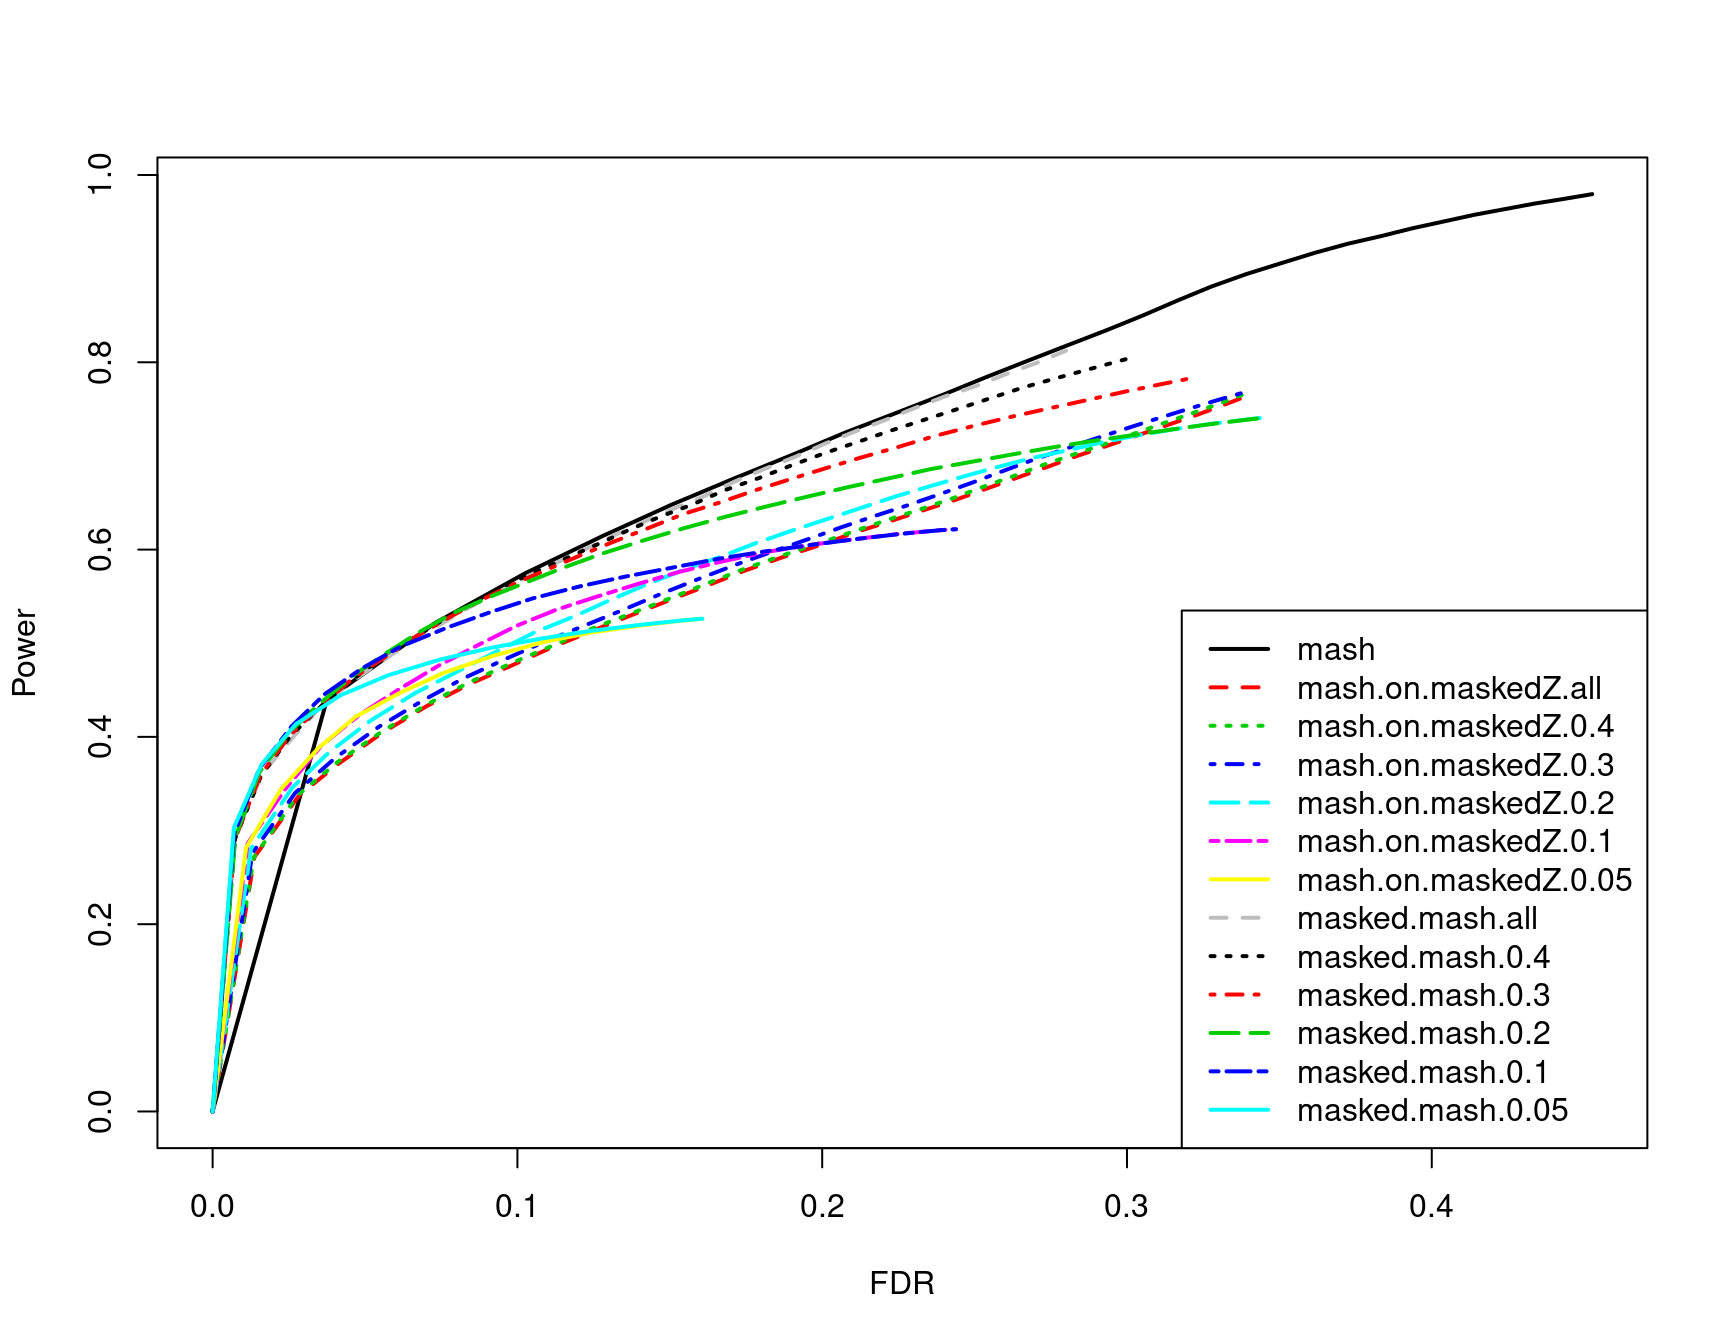 1.0
0.8
0.6
0.4
0.2
0.0
Power
0.0 0.1 0.2 0.3 0.4
FDR
mash
mash.on.maskedZ.all
mash.on.maskedZ.0.4
mash.on.maskedZ.0.3
mash.on.maskedZ.0.2
mash.on.maskedZ.0.1
mash.on.maskedZ.0.05
masked.mash.all
masked.mash.0.4
masked.mash.0.3
masked.mash.0.2
masked.mash.0.1
masked.mash.0.05